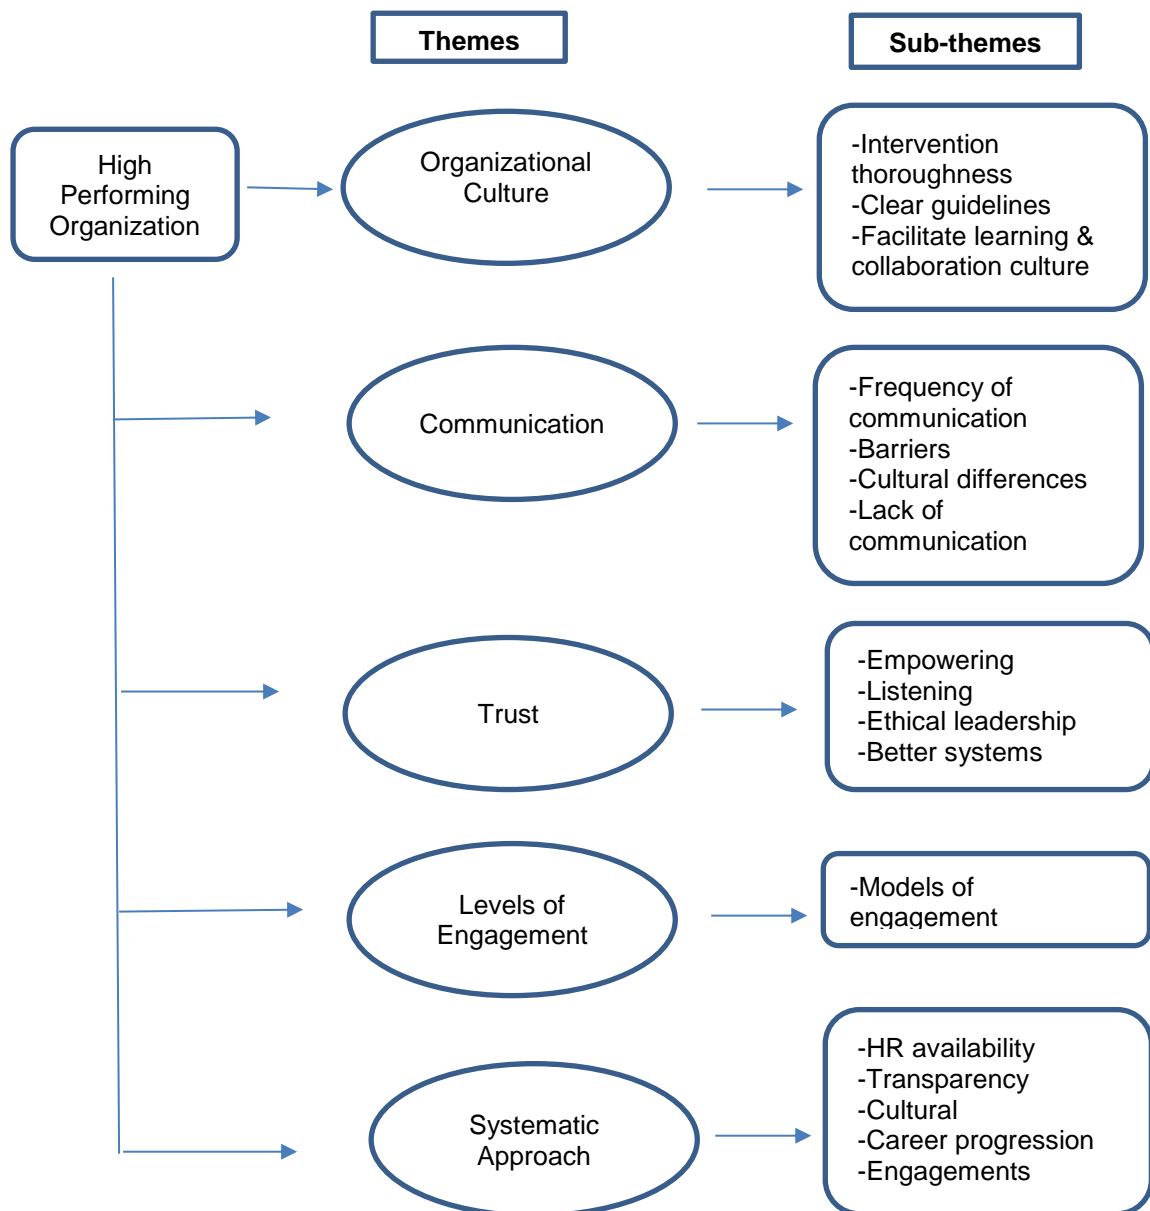 Themes
Sub-themes
High
Performing
Organization
Organizational
Culture
-Intervention
thoroughness
-Clear guidelines
-Facilitate learning &
collaboration culture
Communication
-Frequency of
communication
-Barriers
-Cultural differences
-Lack of
communication
Trust
-Empowering
-Listening
-Ethical leadership
-Better systems
Levels of
Engagement
-Models of
engagement
Systematic
Approach
-HR availability
-Transparency
-Cultural
-Career progression
-Engagements